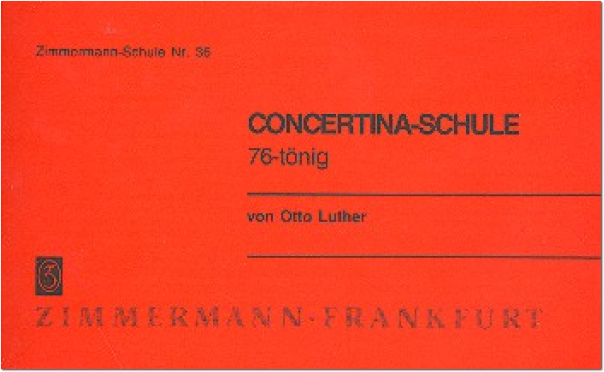 Zimmermann-Schule Nr. 36
CONCERTINA-SCHULE
76-tönig
von Otto Luther
ZIMMERMANN·FRANKFURT